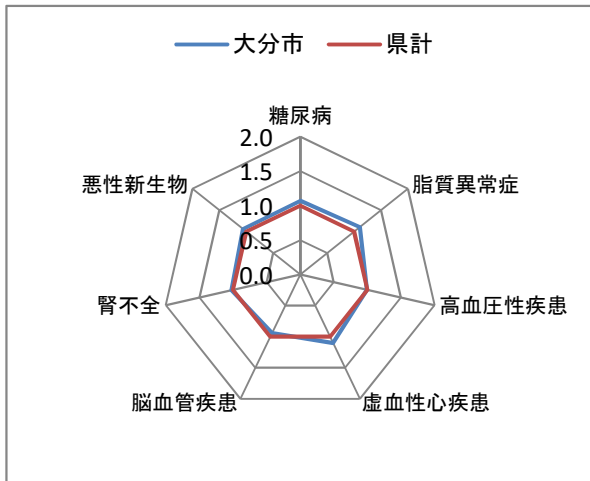 大分市 県計
糖尿病
2.0
1.5
1.0
0.5
0.0
脂質異常症
高血圧性疾患
虚血性心疾患
脳血管疾患
腎不全
悪性新生物